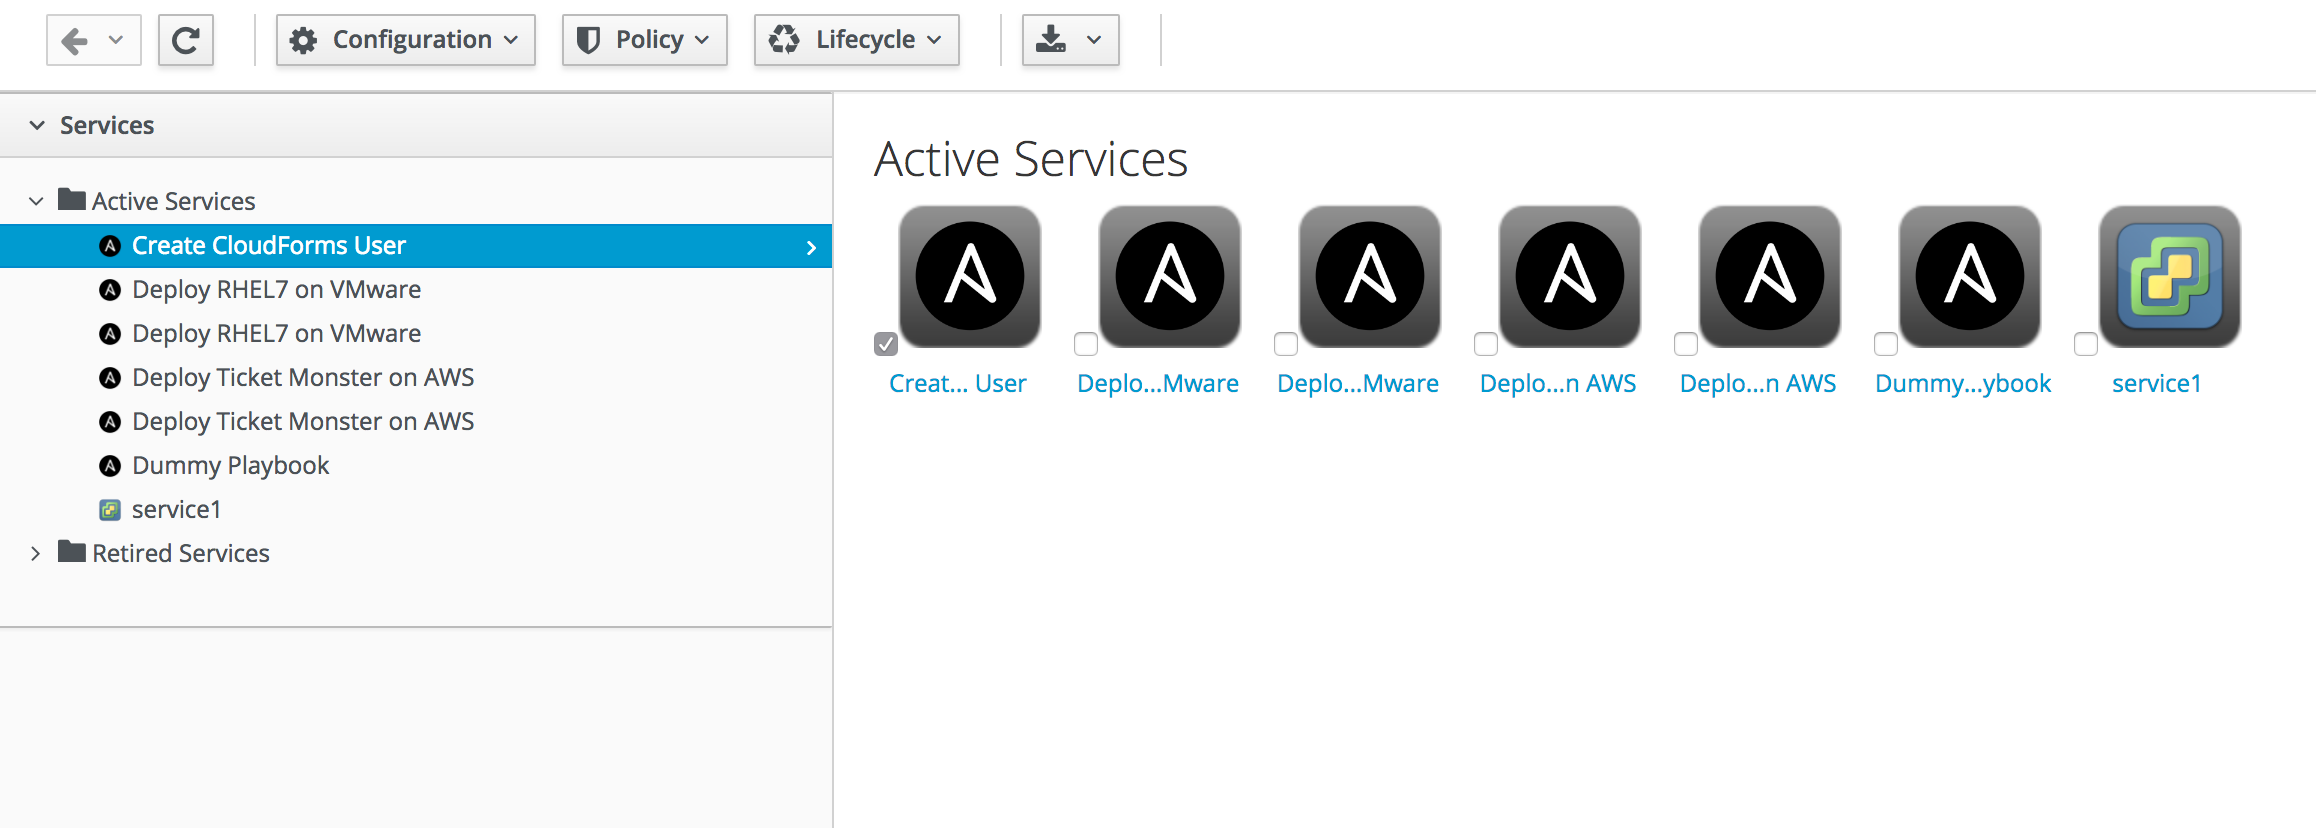 Configuration Policy Lifecycle
Services
Active Services
Create CloudForms User
Deploy RHEL7 on VMware
Deploy RHEL7 on VMware
Deploy Ticket Monster on AWS
Deploy Ticket Monster on AWS
Dummy Playbook
service1
Retired Services
Active Services
Creat... User Deplo...Mware Deplo...Mware Deplo...n AWS Deplo...n AWS Dummy...ybook service1